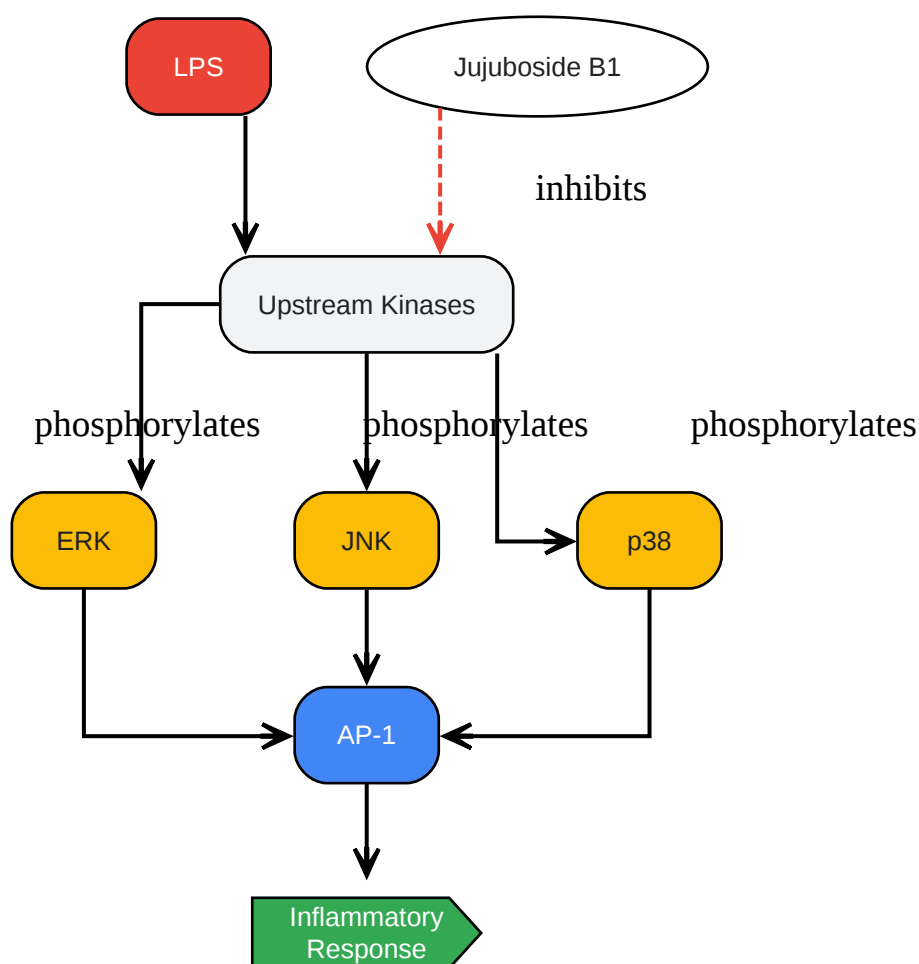 LPS
Jujuboside B1
inhibits
Upstream Kinases
phosphorylates
phosphorylates
phosphorylates
ERK
JNK
p38
AP-1
Inflammatory
Response